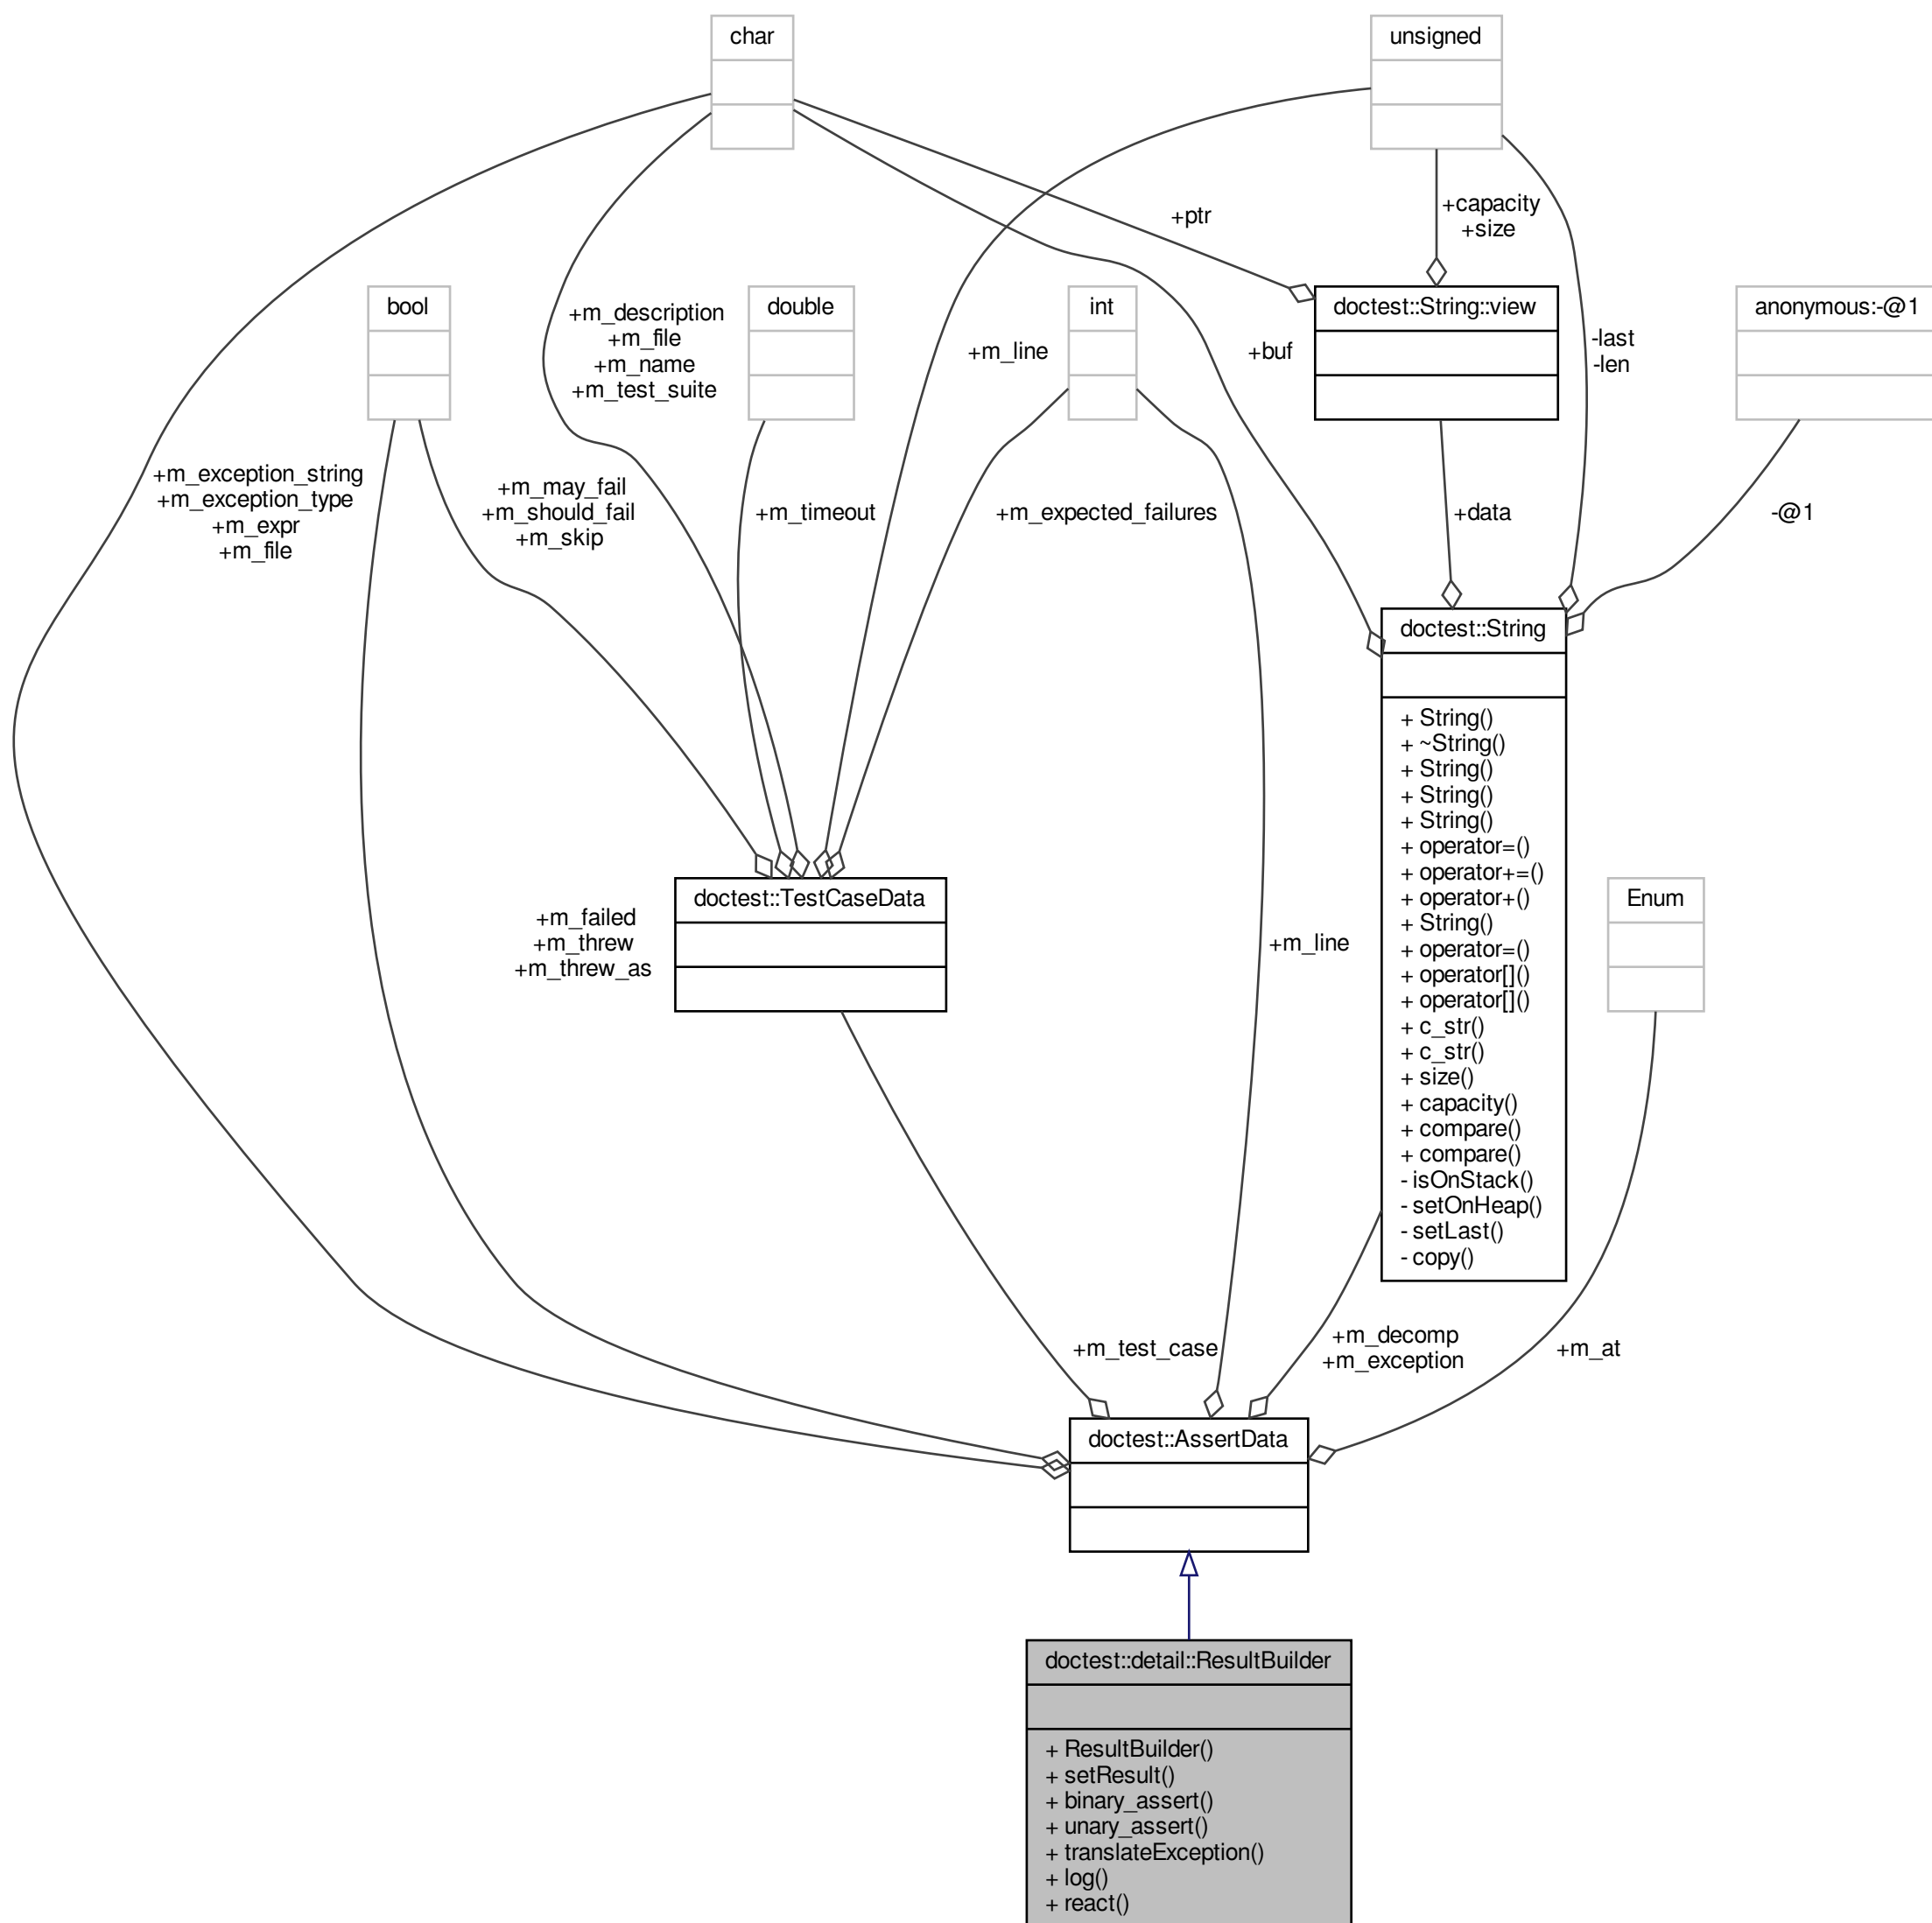 char
unsigned
+capacity
+size
+ptr
bool
+m_description
+m_file
+m_name
+m_test_suite
double
+m_line
int
+buf
doctest::String::view
-last
-len
anonymous:-@1
+m_exception_string
+m_exception_type
+m_expr
+m_file
+m_may_fail
+m_should_fail
+m_skip
+m_timeout
+m_expected_failures
+data
-@1
doctest::String
+ String()
+ ~String()
+ String()
+ String()
+ String()
+ operator=()
+ operator+=()
+ operator+()
+ String()
+ operator=()
+ operator[]()
+ operator[]()
+ c_str()
+ c_str()
+ size()
+ capacity()
+ compare()
+ compare()
- isOnStack()
- setOnHeap()
- setLast()
- copy()
+m_failed
+m_threw
+m_threw_as
doctest::TestCaseData
+m_line
Enum
+m_test_case
+m_decomp
+m_exception
+m_at
doctest::AssertData
doctest::detail::ResultBuilder
+ ResultBuilder()
+ setResult()
+ binary_assert()
+ unary_assert()
+ translateException()
+ log()
+ react()